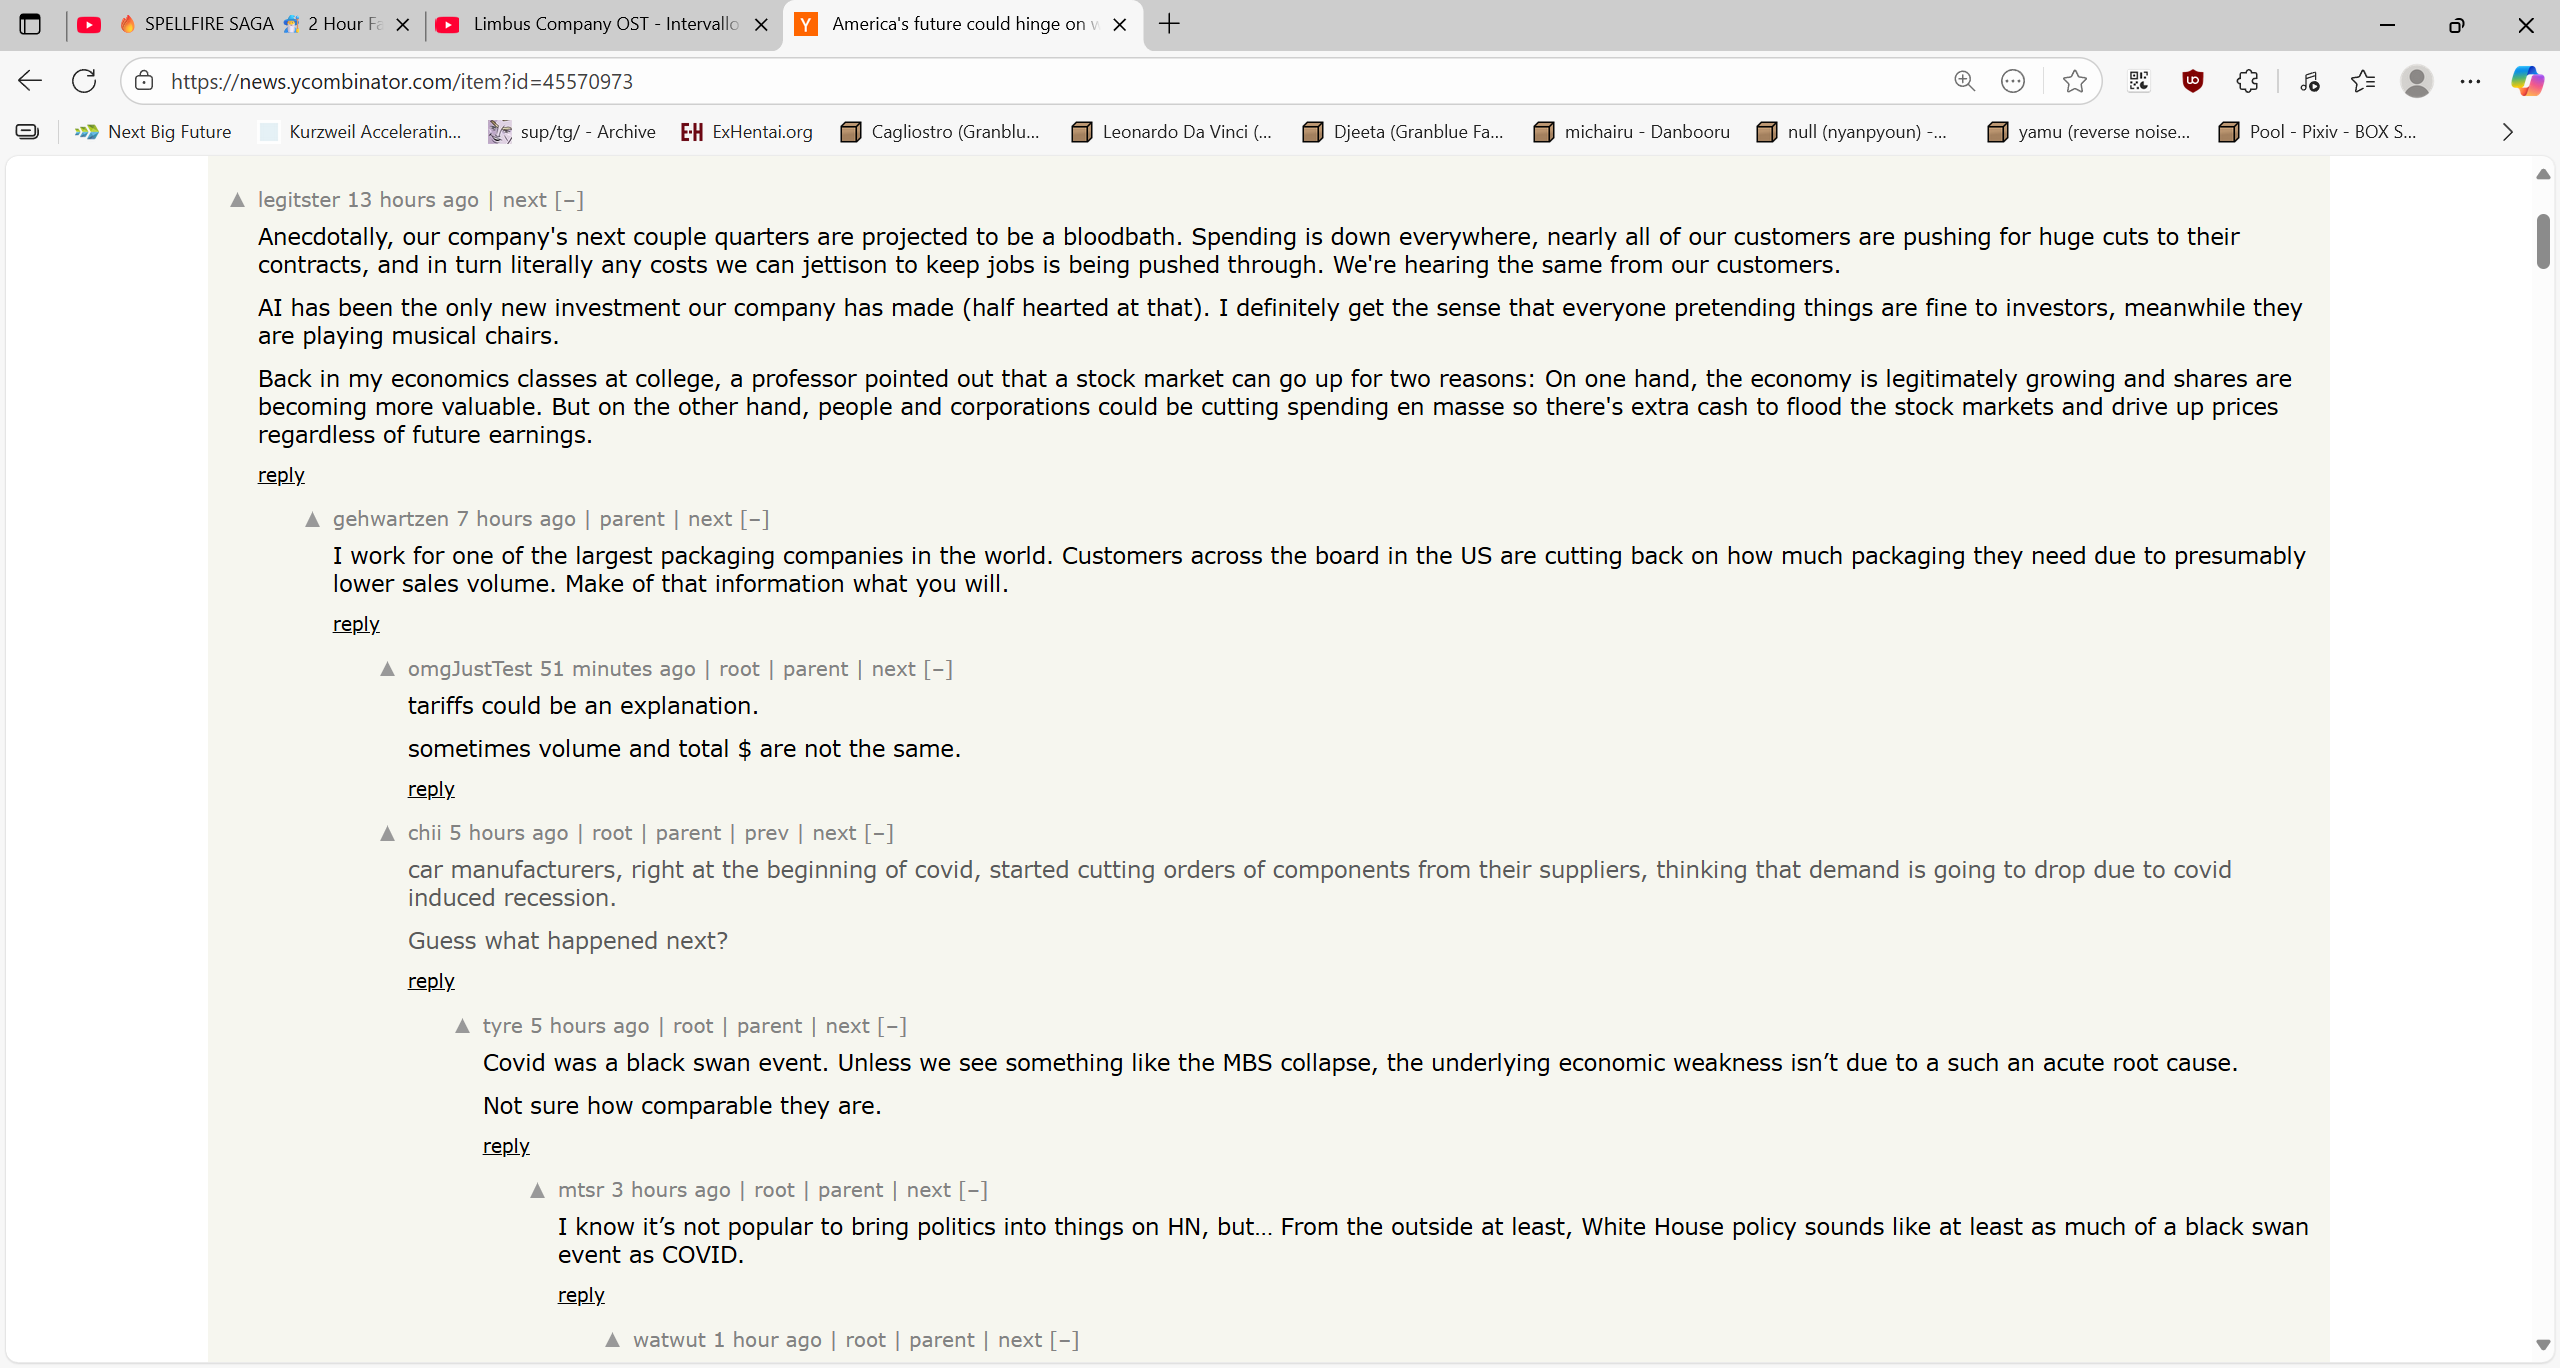 🔥 SPELLFIRE SAGA 🧙 2 Hour Fa
Limbus Company OST - Intervallo
America's future could hinge on w
https://news.ycombinator.com/item?id=45570973
Next Big Future
Kurzweil Acceleratin...
sup/tg/ - Archive
E·H ExHentai.org
Cagliostro (Granblu...
Leonardo Da Vinci (...
Djeeta (Granblue Fa...
michairu - Danbooru
null (nyanpyoun) -...
yamu (reverse noise...
Pool - Pixiv - BOX S...
▲ legitster 13 hours ago | next [–]
Anecdotally, our company's next couple quarters are projected to be a bloodbath. Spending is down everywhere, nearly all of our customers are pushing for huge cuts to their
contracts, and in turn literally any costs we can jettison to keep jobs is being pushed through. We're hearing the same from our customers.
AI has been the only new investment our company has made (half hearted at that). I definitely get the sense that everyone pretending things are fine to investors, meanwhile they
are playing musical chairs.
Back in my economics classes at college, a professor pointed out that a stock market can go up for two reasons: On one hand, the economy is legitimately growing and shares are
becoming more valuable. But on the other hand, people and corporations could be cutting spending en masse so there's extra cash to flood the stock markets and drive up prices
regardless of future earnings.
reply
▲ gehwartzen 7 hours ago | parent | next [–]
I work for one of the largest packaging companies in the world. Customers across the board in the US are cutting back on how much packaging they need due to presumably
lower sales volume. Make of that information what you will.
reply
▲ omgJustTest 51 minutes ago | root | parent | next [–]
tariffs could be an explanation.
sometimes volume and total $ are not the same.
reply
▲ chii 5 hours ago | root | parent | prev | next [–]
car manufacturers, right at the beginning of covid, started cutting orders of components from their suppliers, thinking that demand is going to drop due to covid
induced recession.
Guess what happened next?
reply
▲ tyre 5 hours ago | root | parent | next [–]
Covid was a black swan event. Unless we see something like the MBS collapse, the underlying economic weakness isn’t due to a such an acute root cause.
Not sure how comparable they are.
reply
▲ mtsr 3 hours ago | root | parent | next [–]
I know it’s not popular to bring politics into things on HN, but… From the outside at least, White House policy sounds like at least as much of a black swan
event as COVID.
reply
▲ watwut 1 hour ago | root | parent | next [–]